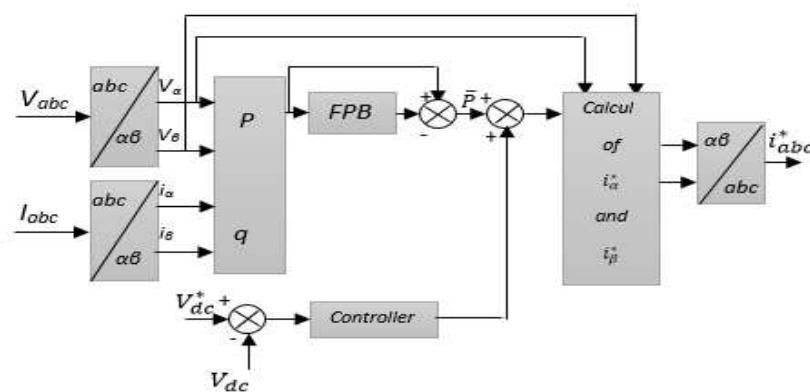 V_abc
abc
αβ
V_α
V_β
I_abc
abc
αβ
i_α
i_β
P
q
FPB
+
-
P̄
+
+
Calcul
of
i*_α
and
i*_β
αβ
abc
i*_abc
V*_dc
+
-
V_dc
Controller